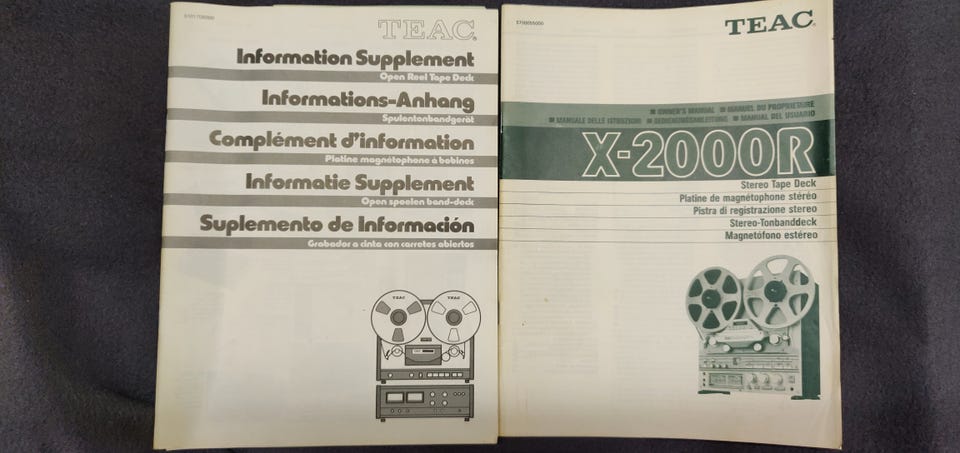 TEAC®
Information Supplement
Open Reel Tape Deck
Informations-Anhang
Spulentonbandgerät
Complément d'information
Platine magnétophone à bobines
Informatie Supplement
Open spoelen band-deck
Suplemento de Información
Grabador a cinta con carretes abiertos
TEAC
TEAC
5700055000
TEAC®
■ OWNER'S MANUAL ■ MANUEL DU PROPRIETAIRE
■ MANUALE DELLE ISTRUZIONI ■ BEDIENUNGSANLEITUNG ■ MANUAL DEL USUARIO
X-2000R
Stereo Tape Deck
Platine de magnétophone stéréo
Pistra di registrazione stereo
Stereo-Tonbanddeck
Magnetófono estéreo